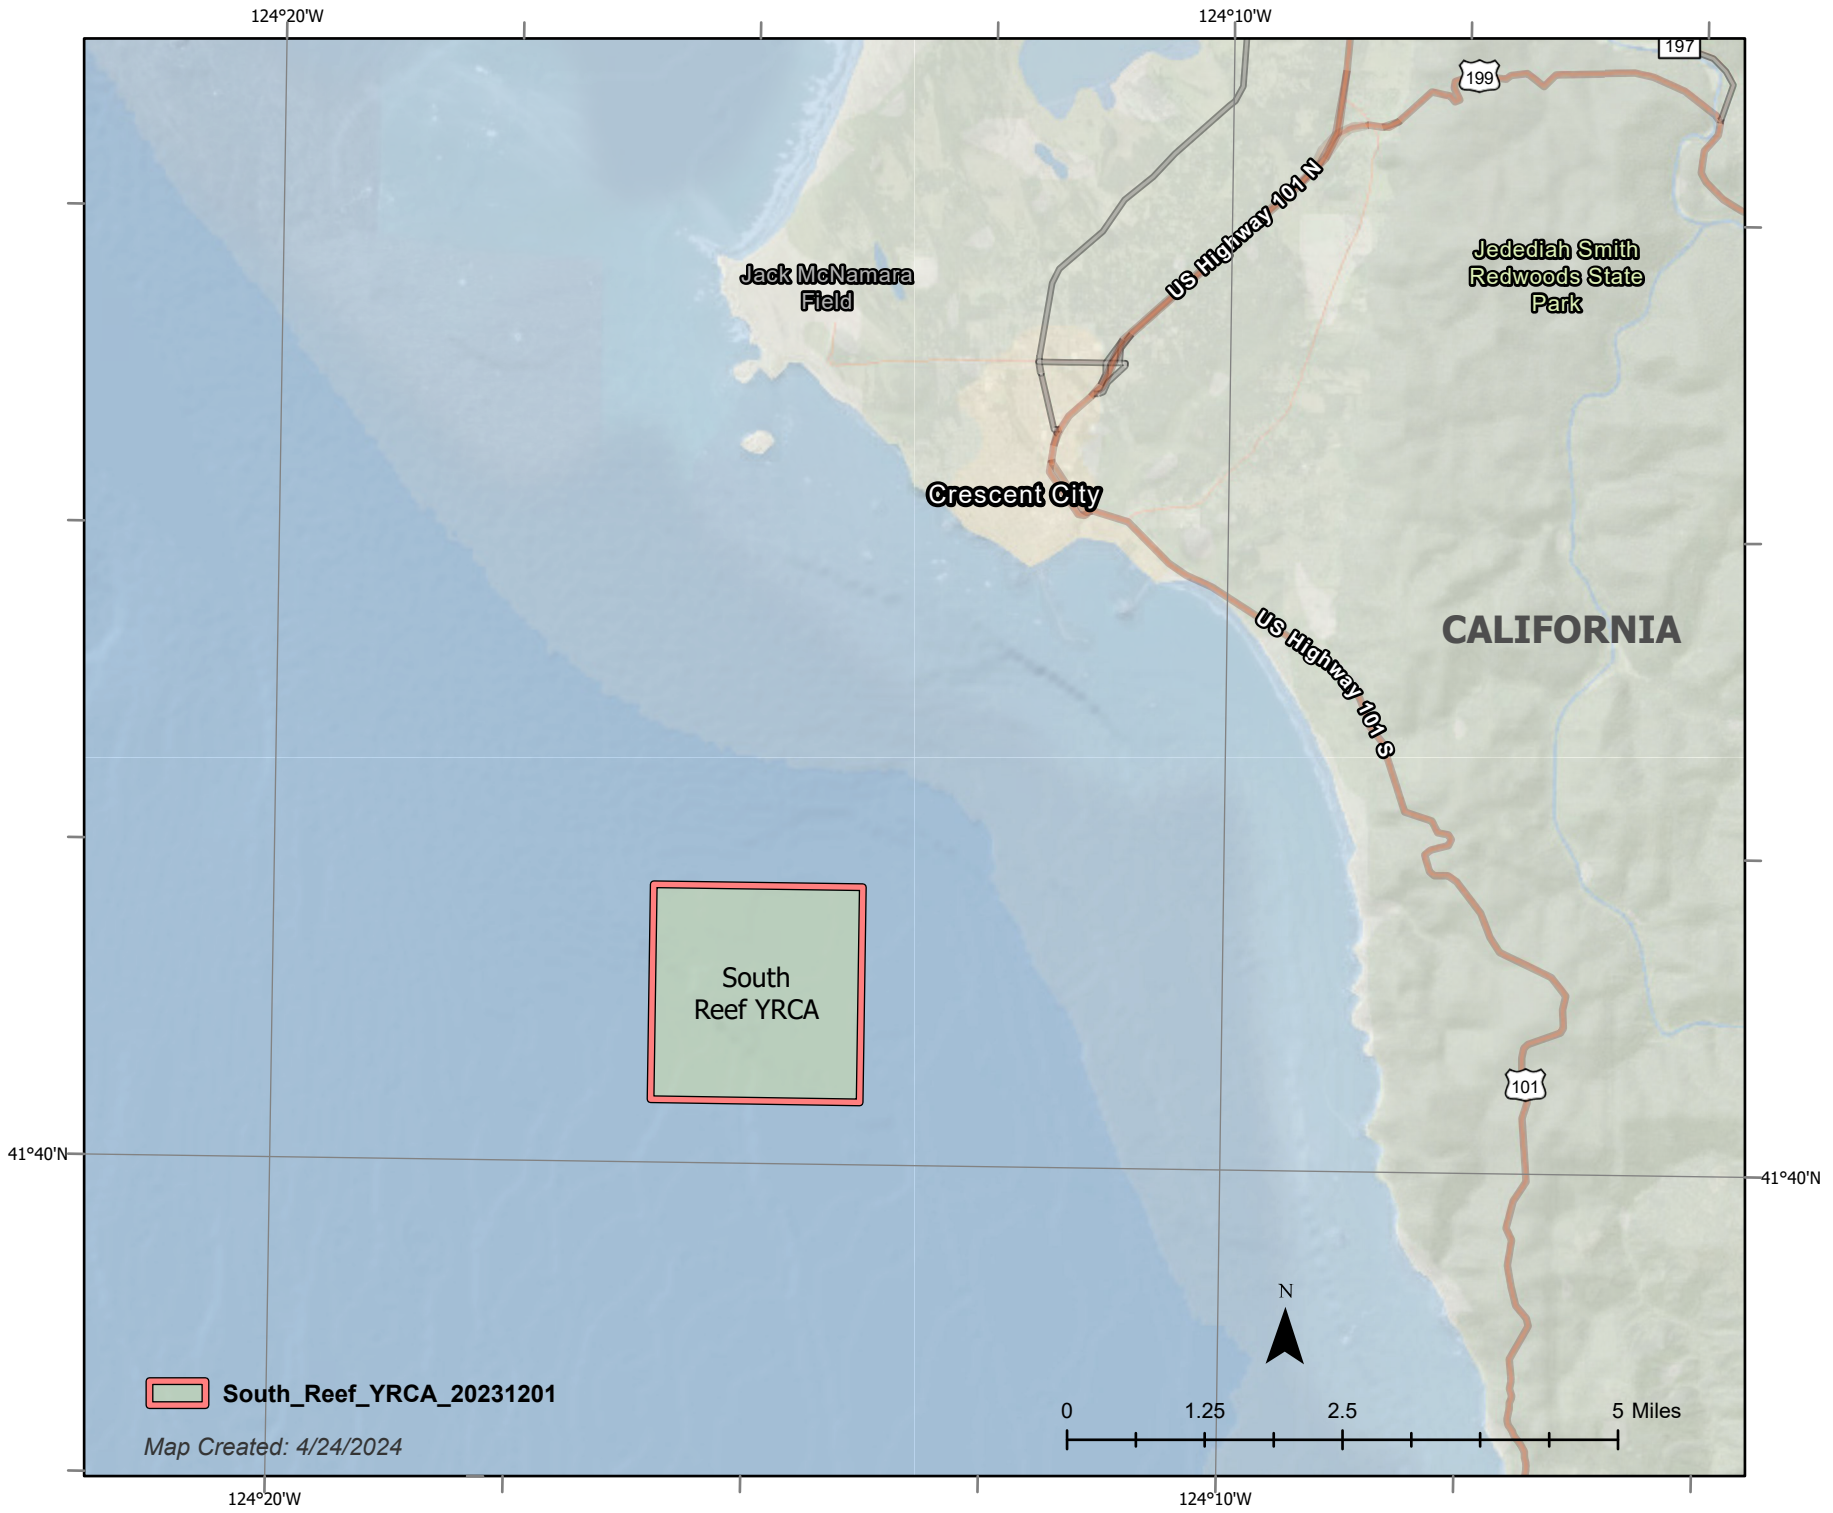 124°20'W
124°10'W
197
199
US Highway 101 N
Jedediah Smith
Redwoods State
Park
Jack McNamara
Field
Crescent City
US Highway 101 S
CALIFORNIA
South
Reef YRCA
101
41°40'N
41°40'N
N
South_Reef_YRCA_20231201
0
1.25
2.5
5 Miles
Map Created: 4/24/2024
124°20'W
124°10'W